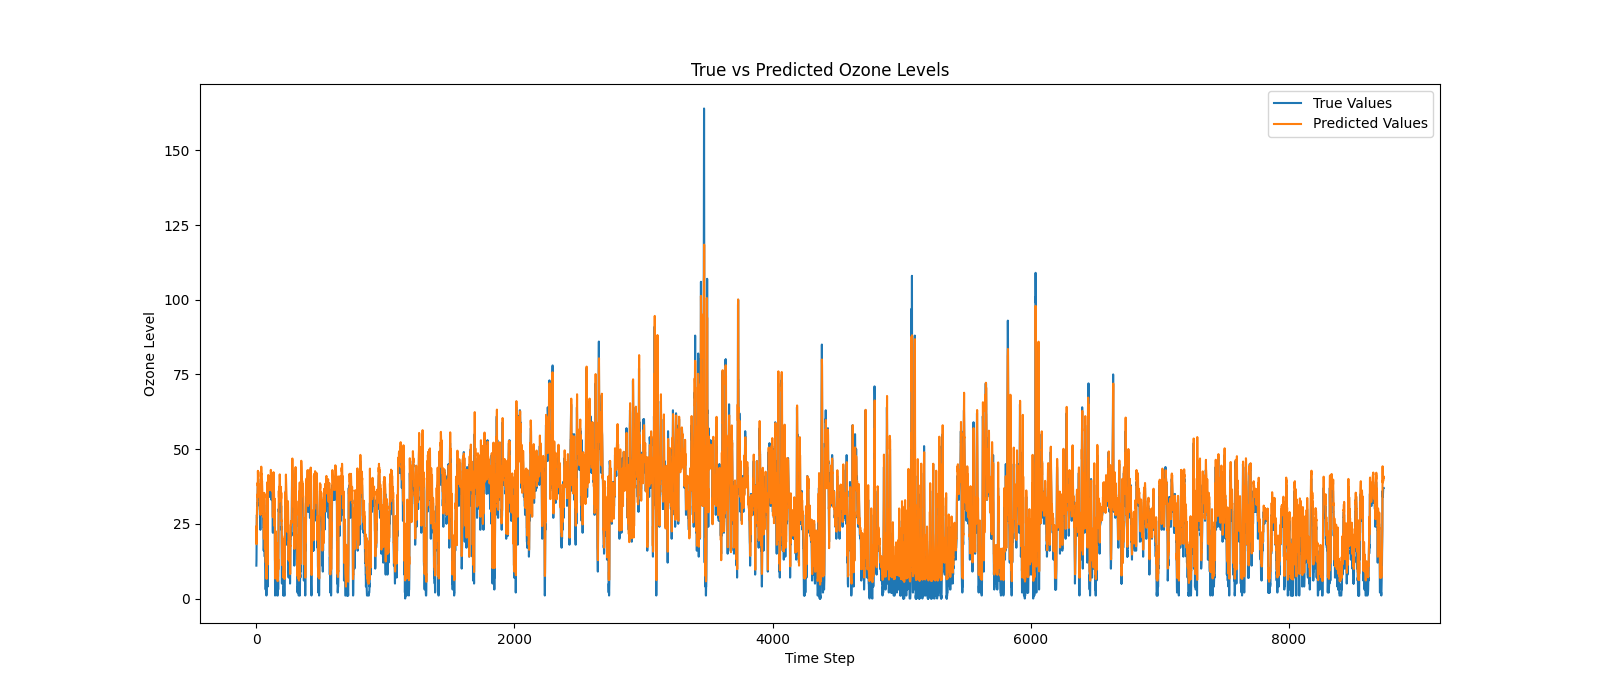 True vs Predicted Ozone Levels
True Values
Predicted Values
150
125
100
75
50
25
0
Ozone Level
0 2000 4000 6000 8000
Time Step